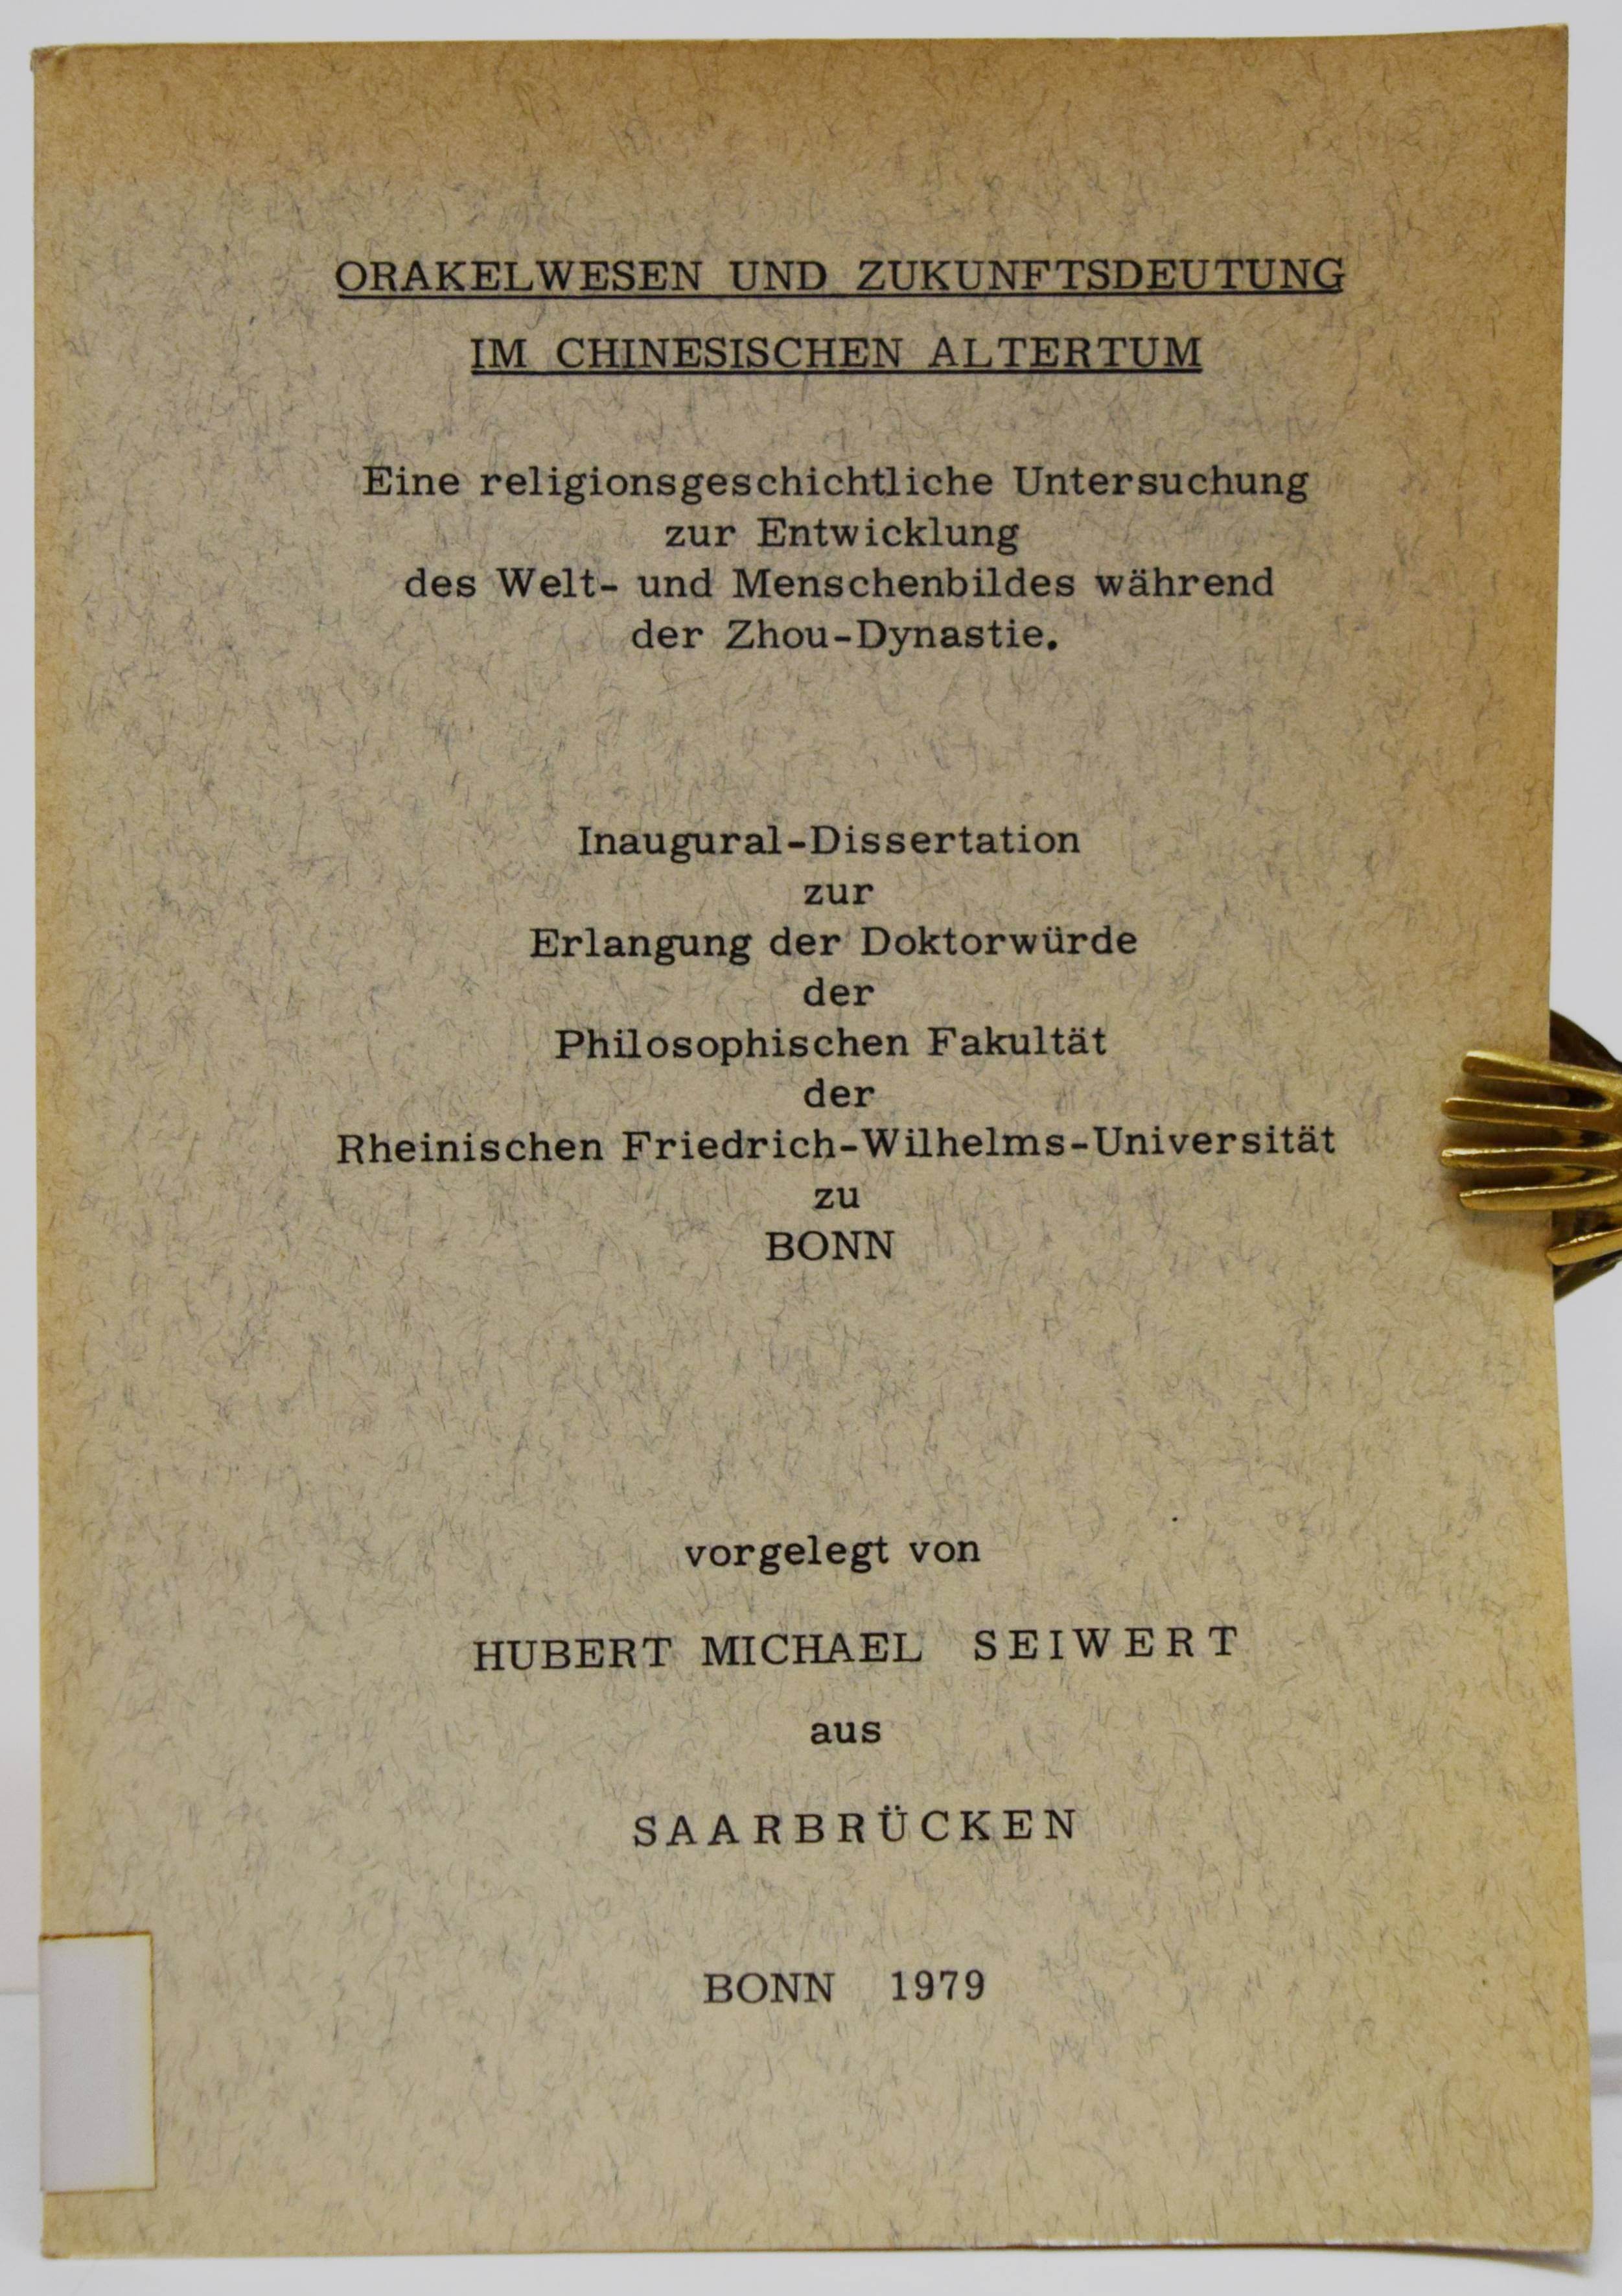 ORAKELWESEN UND ZUKUNFTSDEUTUNG
IM CHINESISCHEN ALTERTUM
Eine religionsgeschichtliche Untersuchung
zur Entwicklung
des Welt- und Menschenbildes während
der Zhou-Dynastie.
Inaugural-Dissertation
zur
Erlangung der Doktorwürde
der
Philosophischen Fakultät
der
Rheinischen Friedrich-Wilhelms-Universität
zu
BONN
vorgelegt von
HUBERT MICHAEL SEIWERT
aus
SAARBRÜCKEN
BONN 1979